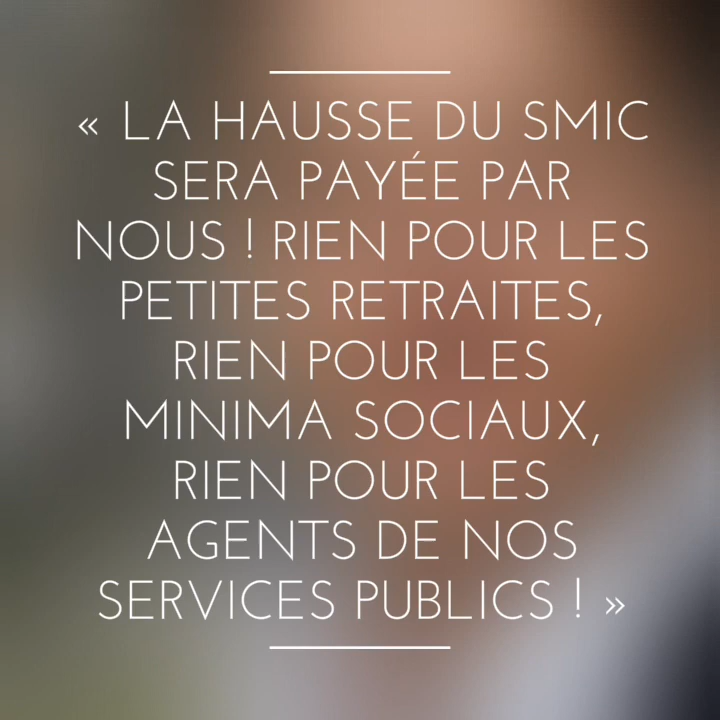 « LA HAUSSE DU SMIC
SERA PAYÉE PAR
NOUS ! RIEN POUR LES
PETITES RETRAITES,
RIEN POUR LES
MINIMA SOCIAUX,
RIEN POUR LES
AGENTS DE NOS
SERVICES PUBLICS ! »